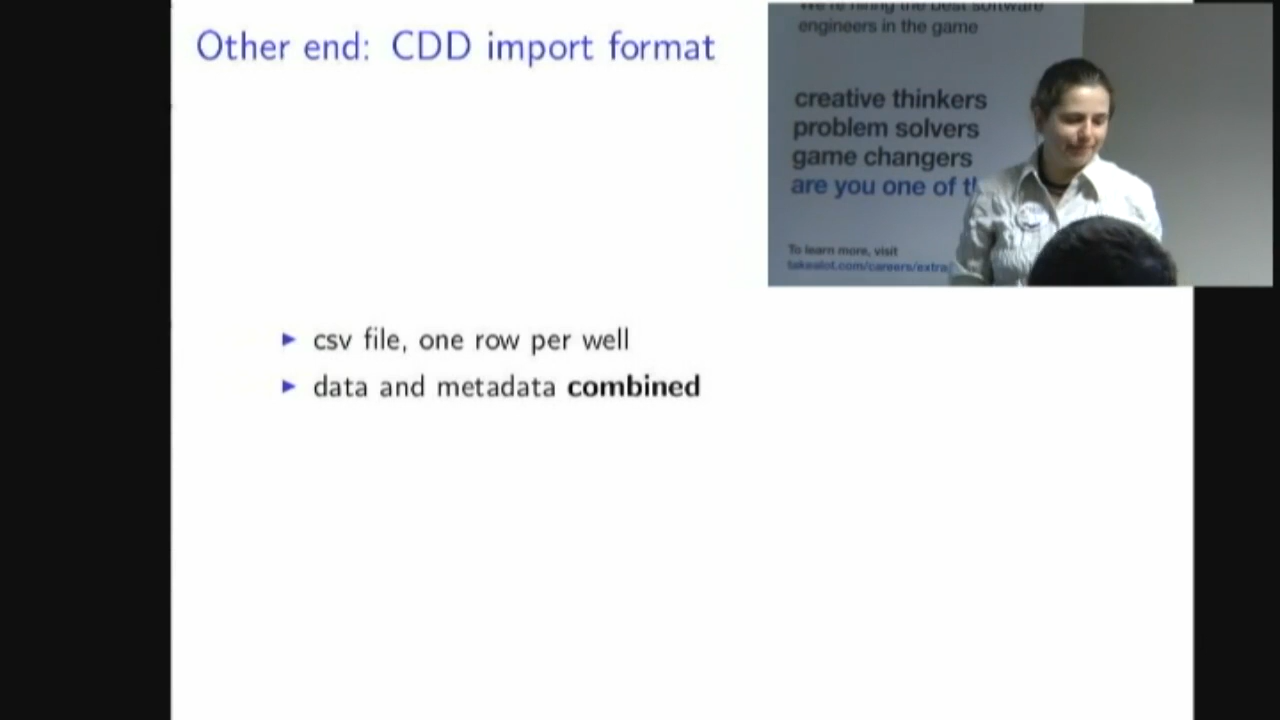 Other end: CDD import format
We're hiring the best software
engineers in the game
creative thinkers
problem solvers
game changers
are you one of
To learn more, visit
takealot.com/careers/extra
▶ csv file, one row per well
▶ data and metadata combined